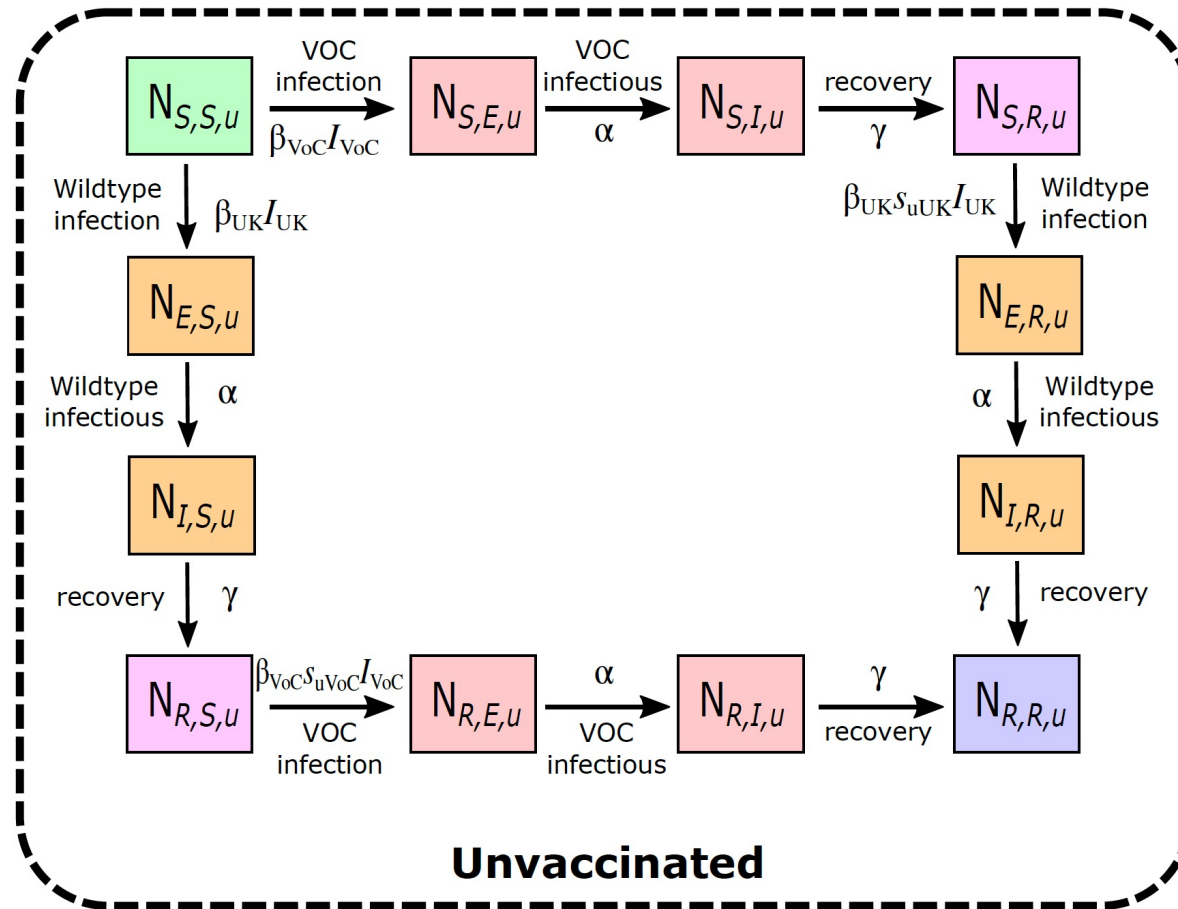 VOC
infection
VOC
infectious
recovery
N_{S,S,u}
N_{S,E,u}
N_{S,I,u}
N_{S,R,u}
β_{VoC}I_{VoC}
α
γ
Wildtype
infection
β_{UK}I_{UK}
β_{UK}s_{uUK}I_{UK}
Wildtype
infection
N_{E,S,u}
N_{E,R,u}
Wildtype
infectious
α
α
Wildtype
infectious
N_{I,S,u}
N_{I,R,u}
recovery
γ
γ
recovery
β_{VoC}s_{uVoC}I_{VoC}
α
γ
N_{R,S,u}
N_{R,E,u}
N_{R,I,u}
N_{R,R,u}
VOC
infection
VOC
infectious
recovery
Unvaccinated